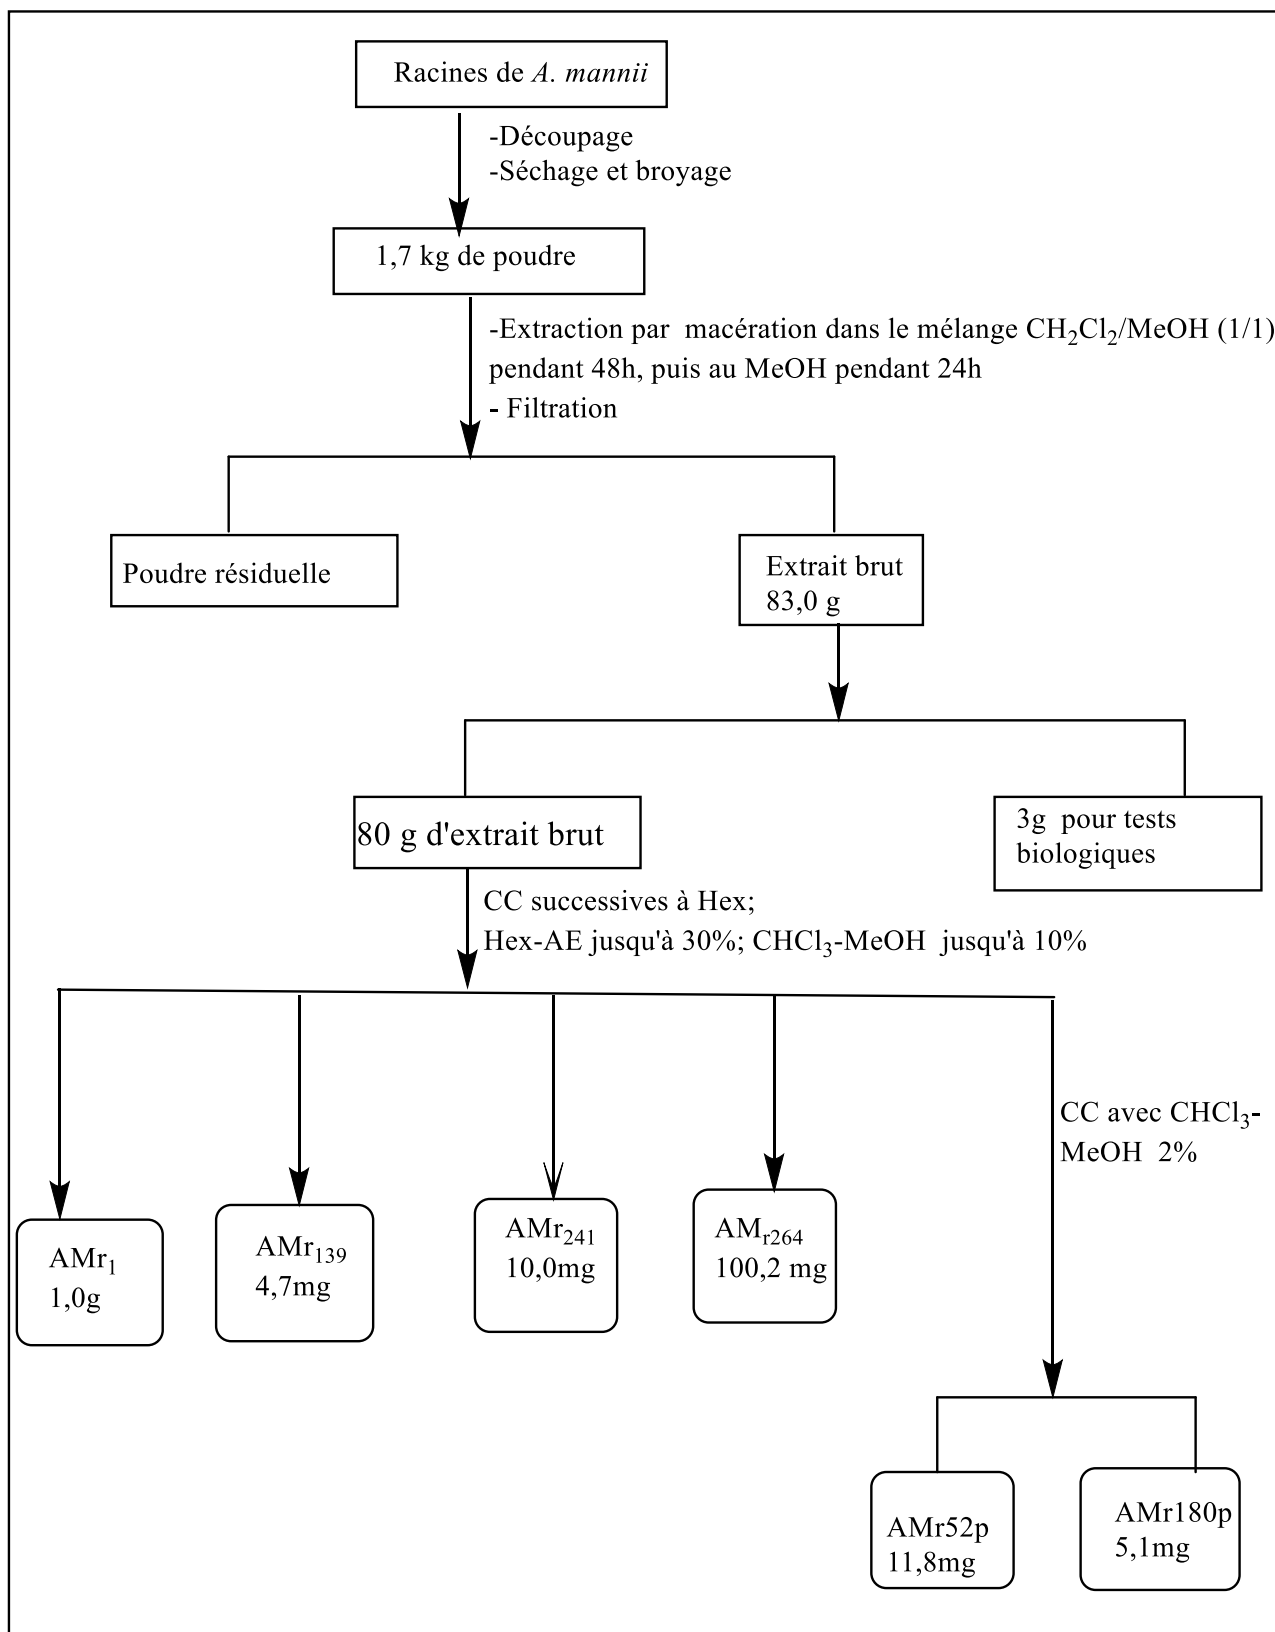 Racines de A. mannii
-Découpage
-Séchage et broyage
1,7 kg de poudre
-Extraction par macération dans le mélange CH₂Cl₂/MeOH (1/1)
pendant 48h, puis au MeOH pendant 24h
- Filtration
Poudre résiduelle
Extrait brut
83,0 g
80 g d'extrait brut
3g pour tests
biologiques
CC successives à Hex;
Hex-AE jusqu'à 30%; CHCl₃-MeOH jusqu'à 10%
CC avec CHCl₃-
MeOH 2%
AMr₁
1,0g
AMr₁₃₉
4,7mg
AMr₂₄₁
10,0mg
AMᵣ₂₆₄
100,2 mg
AMr52p
11,8mg
AMr180p
5,1mg